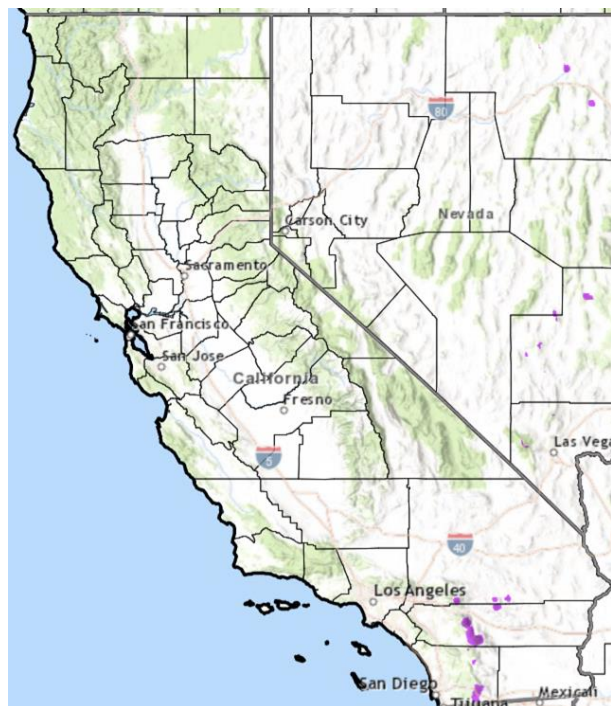 80
Carson City
Nevada
Sacramento
San Francisco
San Jose
California
Fresno
5
Las Vega
40
Los Angeles
San Diego
Tijuana
Mexicali